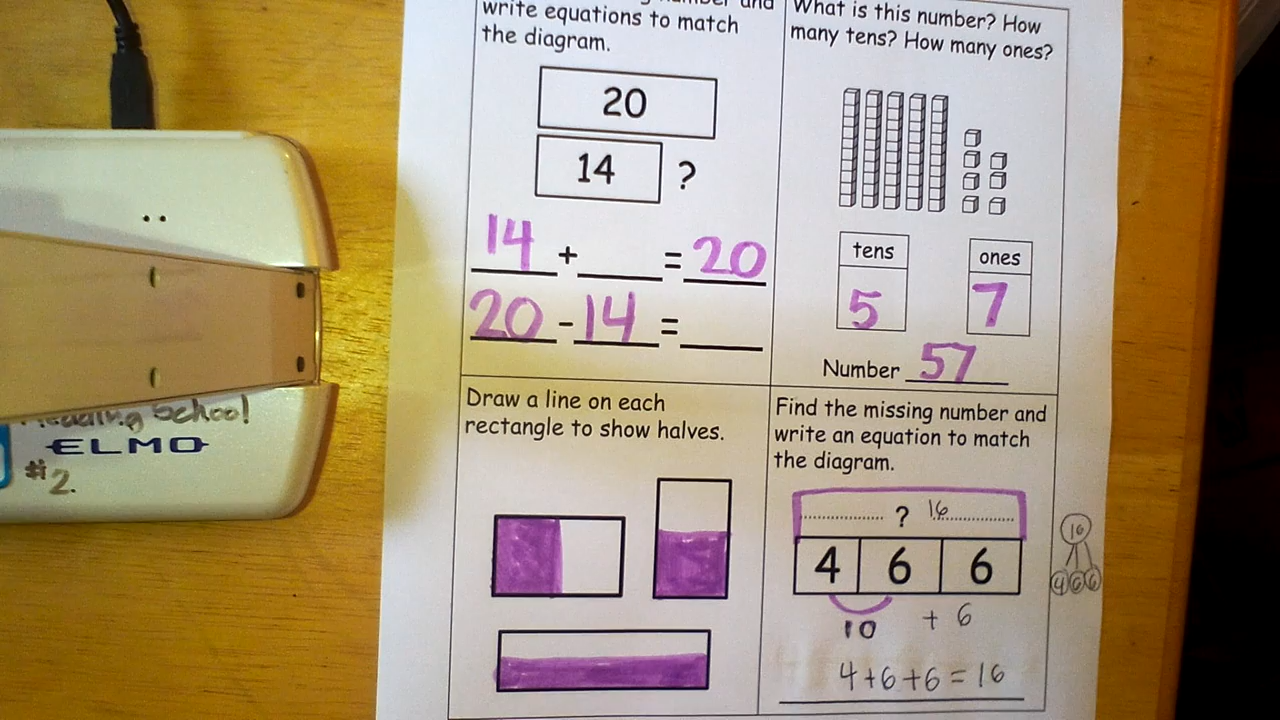 write equations to match
the diagram.
20
14 ?
14 + ___ = 20
20 - 14 = ___
What is this number? How
many tens? How many ones?
tens ones
5 7
Number 57
Draw a line on each
rectangle to show halves.
Find the missing number and
write an equation to match
the diagram.
? 16
4 6 6
10 + 6
4+6+6=16
16
4 6 6
School
ELMO
#2.